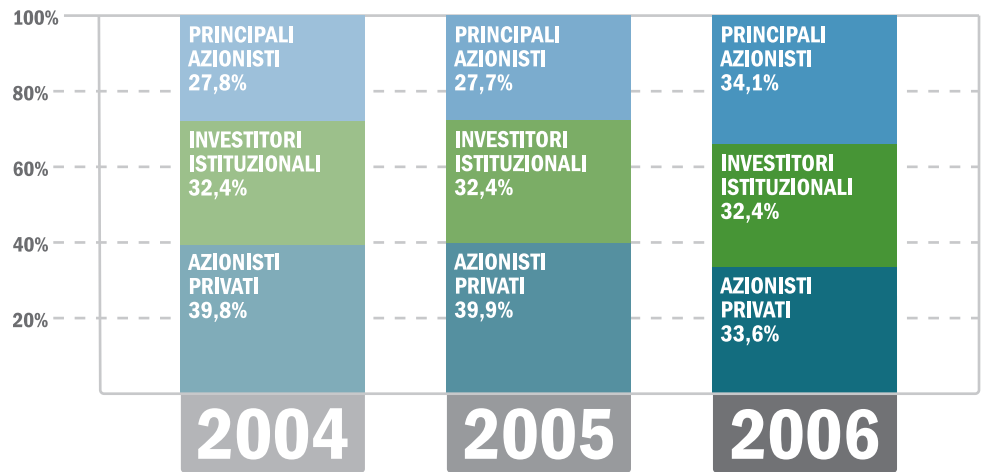 100%
80%
60%
40%
20%
PRINCIPALI
AZIONISTI
27,8%
INVESTITORI
ISTITUZIONALI
32,4%
AZIONISTI
PRIVATI
39,8%
2004
PRINCIPALI
AZIONISTI
27,7%
INVESTITORI
ISTITUZIONALI
32,4%
AZIONISTI
PRIVATI
39,9%
2005
PRINCIPALI
AZIONISTI
34,1%
INVESTITORI
ISTITUZIONALI
32,4%
AZIONISTI
PRIVATI
33,6%
2006